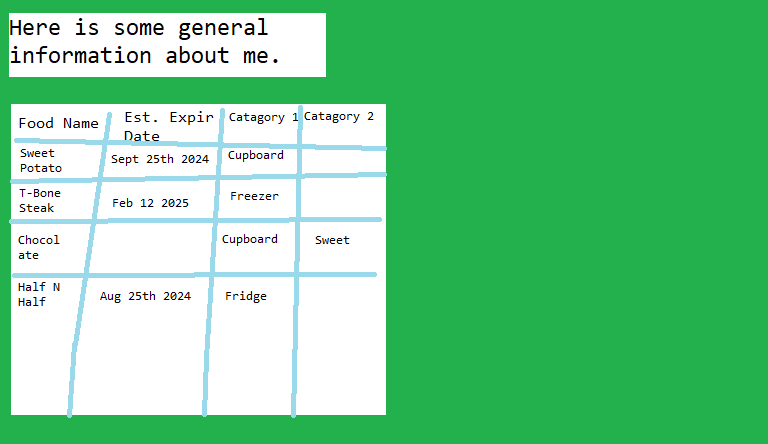 Here is some general
information about me.
Food Name
Est. Expir
Date
Catagory 1
Catagory 2
Sweet
Potato
Sept 25th 2024
Cupboard
T-Bone
Steak
Feb 12 2025
Freezer
Chocol
ate
Cupboard
Sweet
Half N
Half
Aug 25th 2024
Fridge